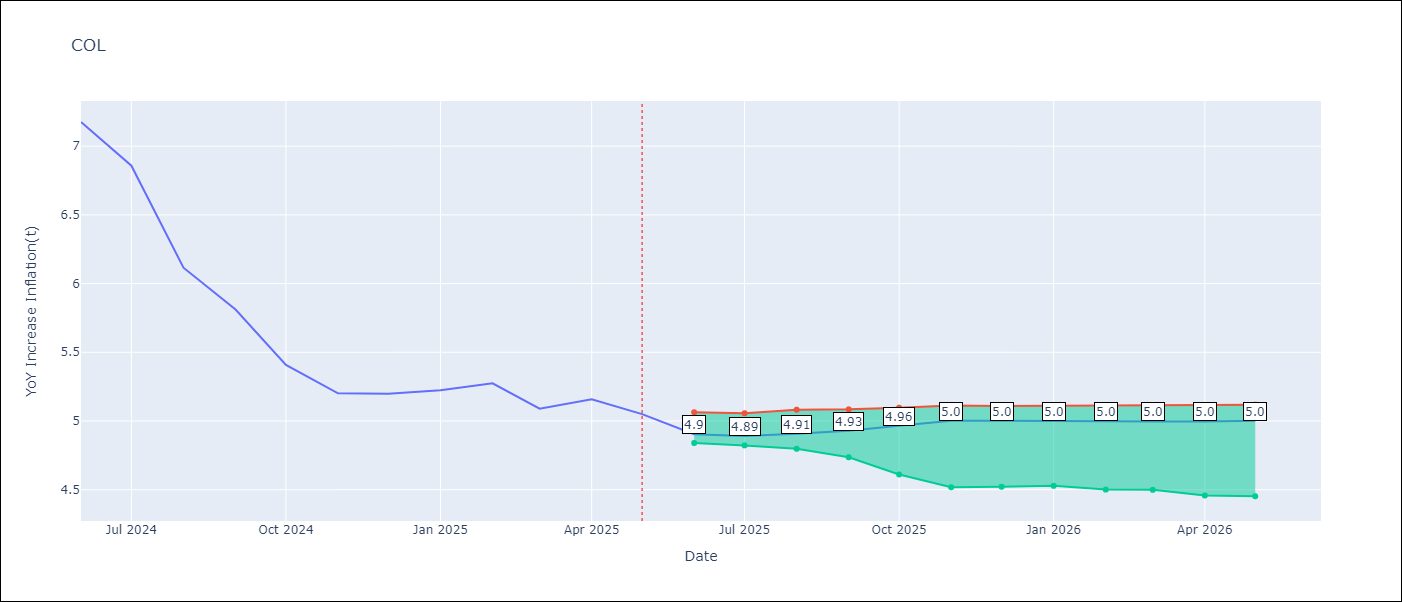 COL
YoY Increase Inflation(t)
7
6.5
6
5.5
5
4.5
4.9
4.89
4.91
4.93
4.96
5.0
5.0
5.0
5.0
5.0
5.0
5.0
Jul 2024
Oct 2024
Jan 2025
Apr 2025
Jul 2025
Oct 2025
Jan 2026
Apr 2026
Date